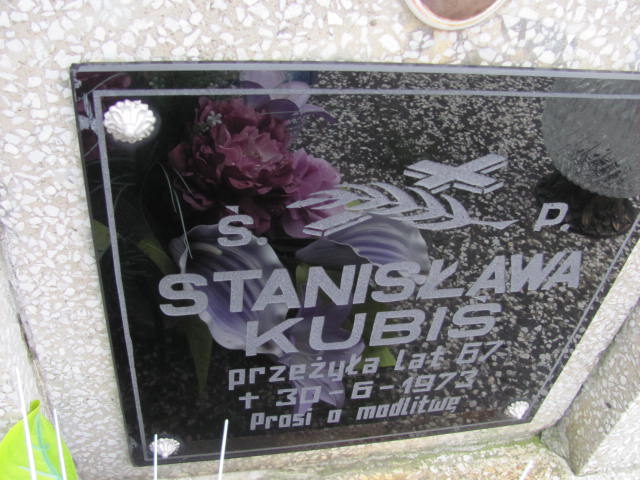 Ś. P.
STANISŁAWA
KUBIŚ
przeżyła lat 67
+ 30-6-1973
Prosi o modlitwę